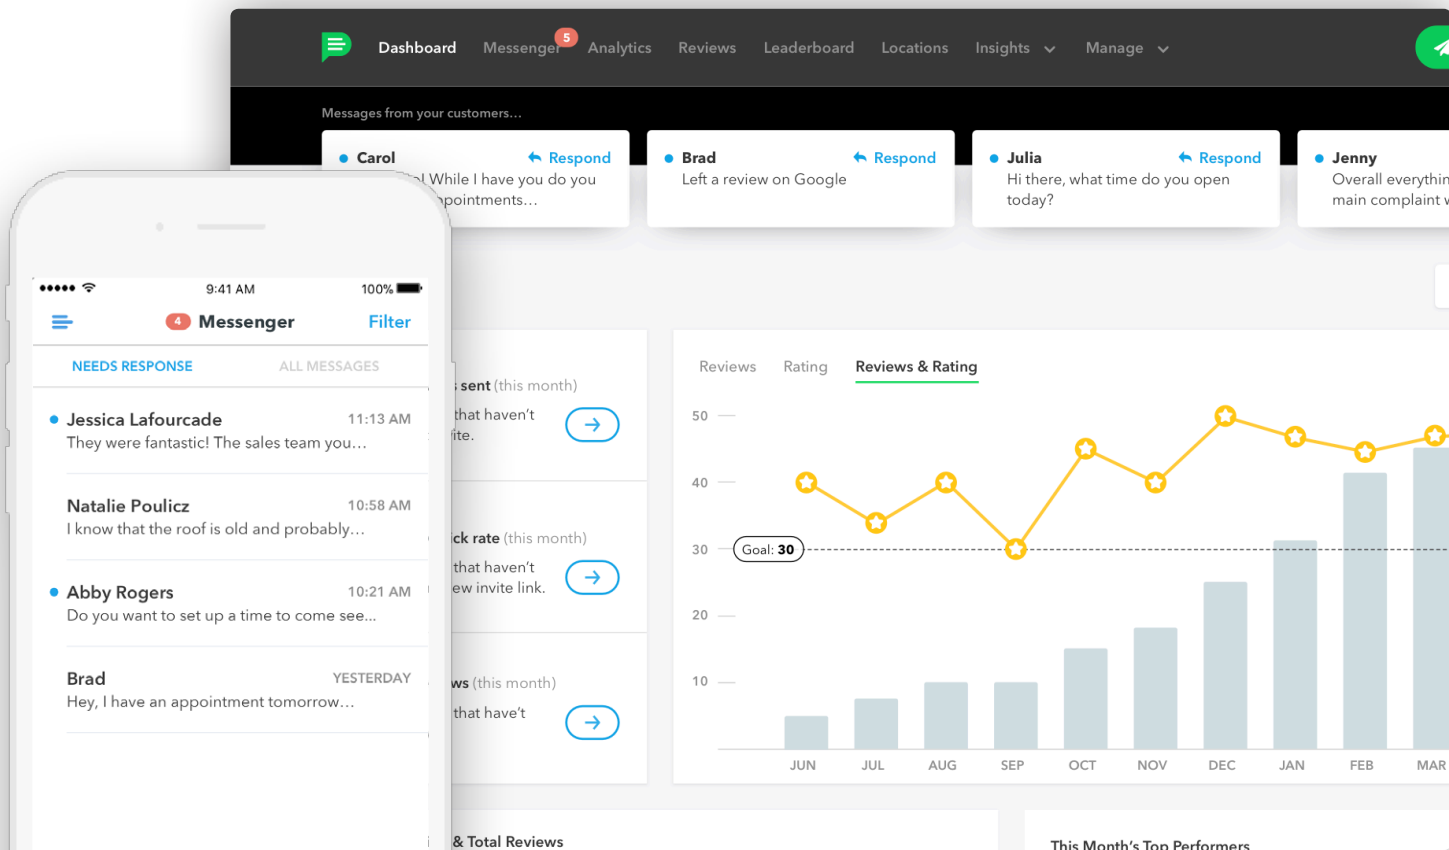 Dashboard Messenger 5 Analytics Reviews Leaderboard Locations Insights Manage
Messages from your customers…
Carol Respond
While I have you do you
Brad Respond
Left a review on Google
Julia Respond
Hi there, what time do you open
today?
Jenny
Overall
main complaint
9:41 AM 100%
4 Messenger Filter
NEEDS RESPONSE ALL MESSAGES
Jessica Lafourcade 11:13 AM
They were fantastic! The sales team you…
Natalie Poulicz 10:58 AM
I know that the roof is old and probably…
Abby Rogers 10:21 AM
Do you want to set up a time to come see...
Brad YESTERDAY
Hey, I have an appointment tomorrow…
sent (this month)
that haven't
rate (this month)
that haven't
invite link.
(this month)
that have't
Reviews Rating Reviews & Rating
50
40
30
20
10
Goal: 30
JUN JUL AUG SEP OCT NOV DEC JAN FEB MAR
& Total Reviews
This Month's Top Performers